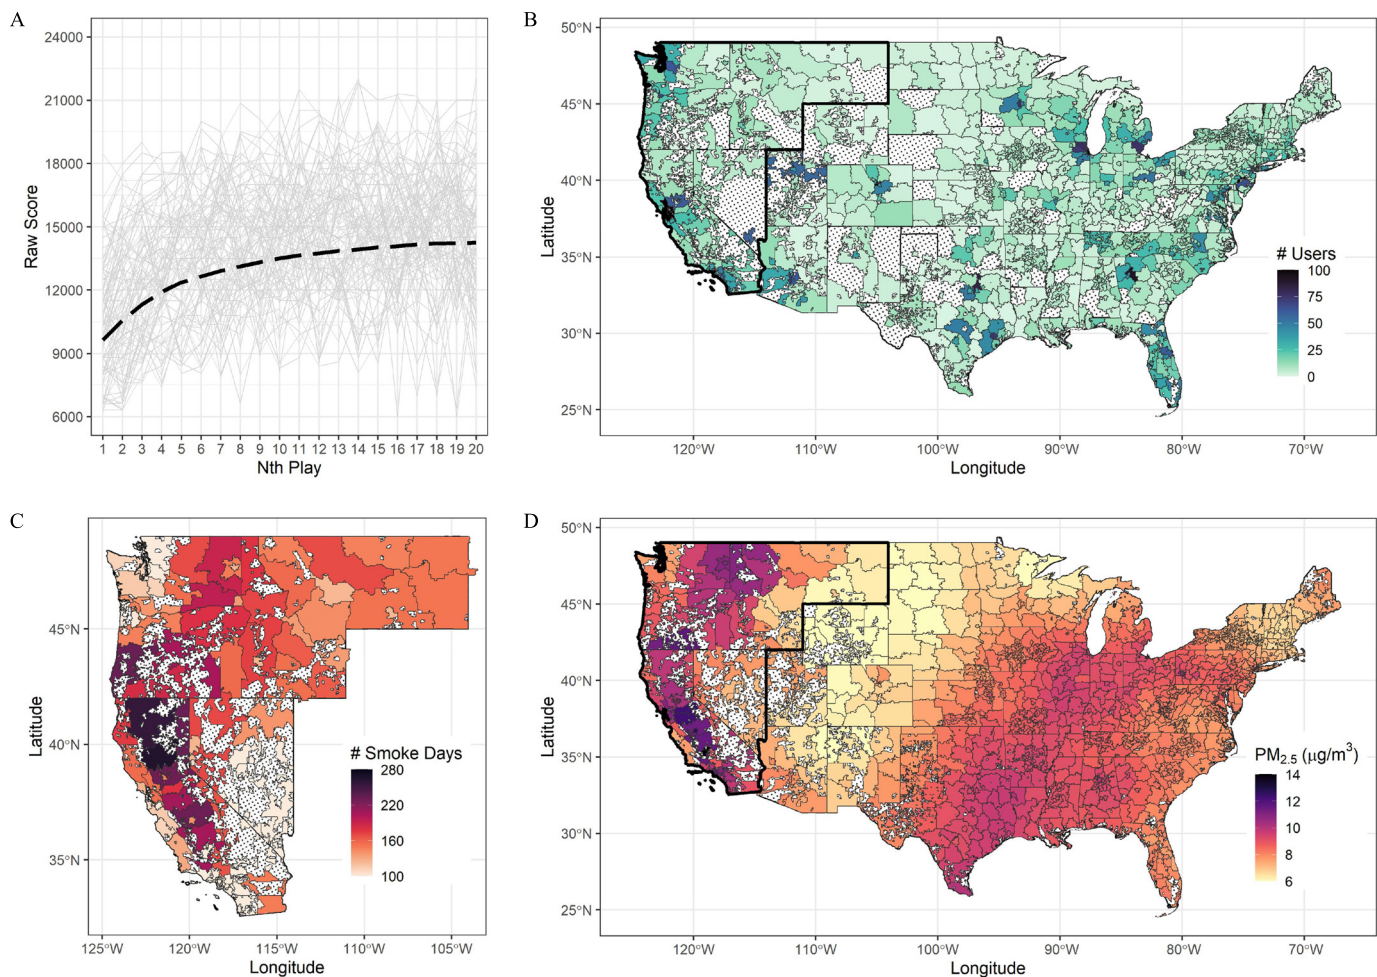 A
24000
21000
18000
15000
12000
9000
6000
Raw Score
1 2 3 4 5 6 7 8 9 10 11 12 13 14 15 16 17 18 19 20
Nth Play
B
50°N
45°N
40°N
35°N
30°N
25°N
Latitude
120°W 110°W 100°W 90°W 80°W 70°W
Longitude
# Users
100
75
50
25
0
C
45°N
40°N
35°N
Latitude
125°W 120°W 115°W 110°W 105°W
Longitude
# Smoke Days
280
220
160
100
D
50°N
45°N
40°N
35°N
30°N
25°N
Latitude
120°W 110°W 100°W 90°W 80°W 70°W
Longitude
PM2.5 (μg/m³)
14
12
10
8
6